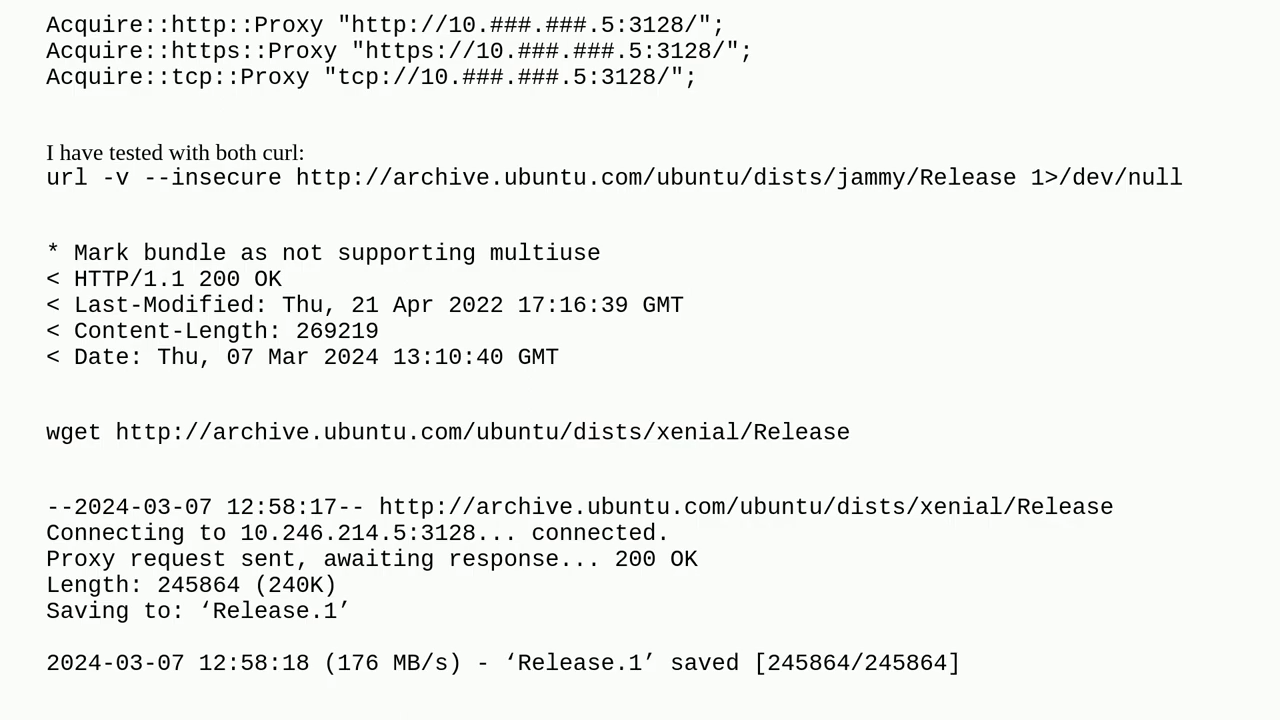 Acquire::http::Proxy "http://10.###.###.5:3128/";
Acquire::https::Proxy "https://10.###.###.5:3128/";
Acquire::tcp::Proxy "tcp://10.###.###.5:3128/";
I have tested with both curl:
url -v --insecure http://archive.ubuntu.com/ubuntu/dists/jammy/Release 1>/dev/null
* Mark bundle as not supporting multiuse
< HTTP/1.1 200 OK
< Last-Modified: Thu, 21 Apr 2022 17:16:39 GMT
< Content-Length: 269219
< Date: Thu, 07 Mar 2024 13:10:40 GMT
wget http://archive.ubuntu.com/ubuntu/dists/xenial/Release
--2024-03-07 12:58:17-- http://archive.ubuntu.com/ubuntu/dists/xenial/Release
Connecting to 10.246.214.5:3128... connected.
Proxy request sent, awaiting response... 200 OK
Length: 245864 (240K)
Saving to: ‘Release.1’
2024-03-07 12:58:18 (176 MB/s) - ‘Release.1’ saved [245864/245864]